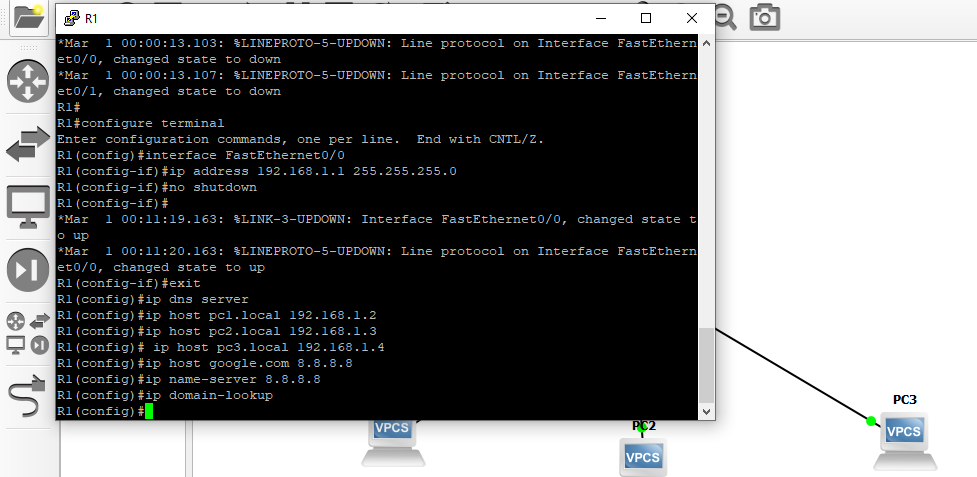 R1
*Mar  1 00:00:13.103: %LINEPROTO-5-UPDOWN: Line protocol on Interface FastEthern
et0/0, changed state to down
*Mar  1 00:00:13.107: %LINEPROTO-5-UPDOWN: Line protocol on Interface FastEthern
et0/1, changed state to down
R1#
R1#configure terminal
Enter configuration commands, one per line.  End with CNTL/Z.
R1(config)#interface FastEthernet0/0
R1(config-if)#ip address 192.168.1.1 255.255.255.0
R1(config-if)#no shutdown
R1(config-if)#
*Mar  1 00:11:19.163: %LINK-3-UPDOWN: Interface FastEthernet0/0, changed state t
o up
*Mar  1 00:11:20.163: %LINEPROTO-5-UPDOWN: Line protocol on Interface FastEthern
et0/0, changed state to up
R1(config-if)#exit
R1(config)#ip dns server
R1(config)#ip host pc1.local 192.168.1.2
R1(config)#ip host pc2.local 192.168.1.3
R1(config)# ip host pc3.local 192.168.1.4
R1(config)#ip host google.com 8.8.8.8
R1(config)#ip name-server 8.8.8.8
R1(config)#ip domain-lookup
R1(config)#
VPCS
PC2
VPCS
PC3
VPCS